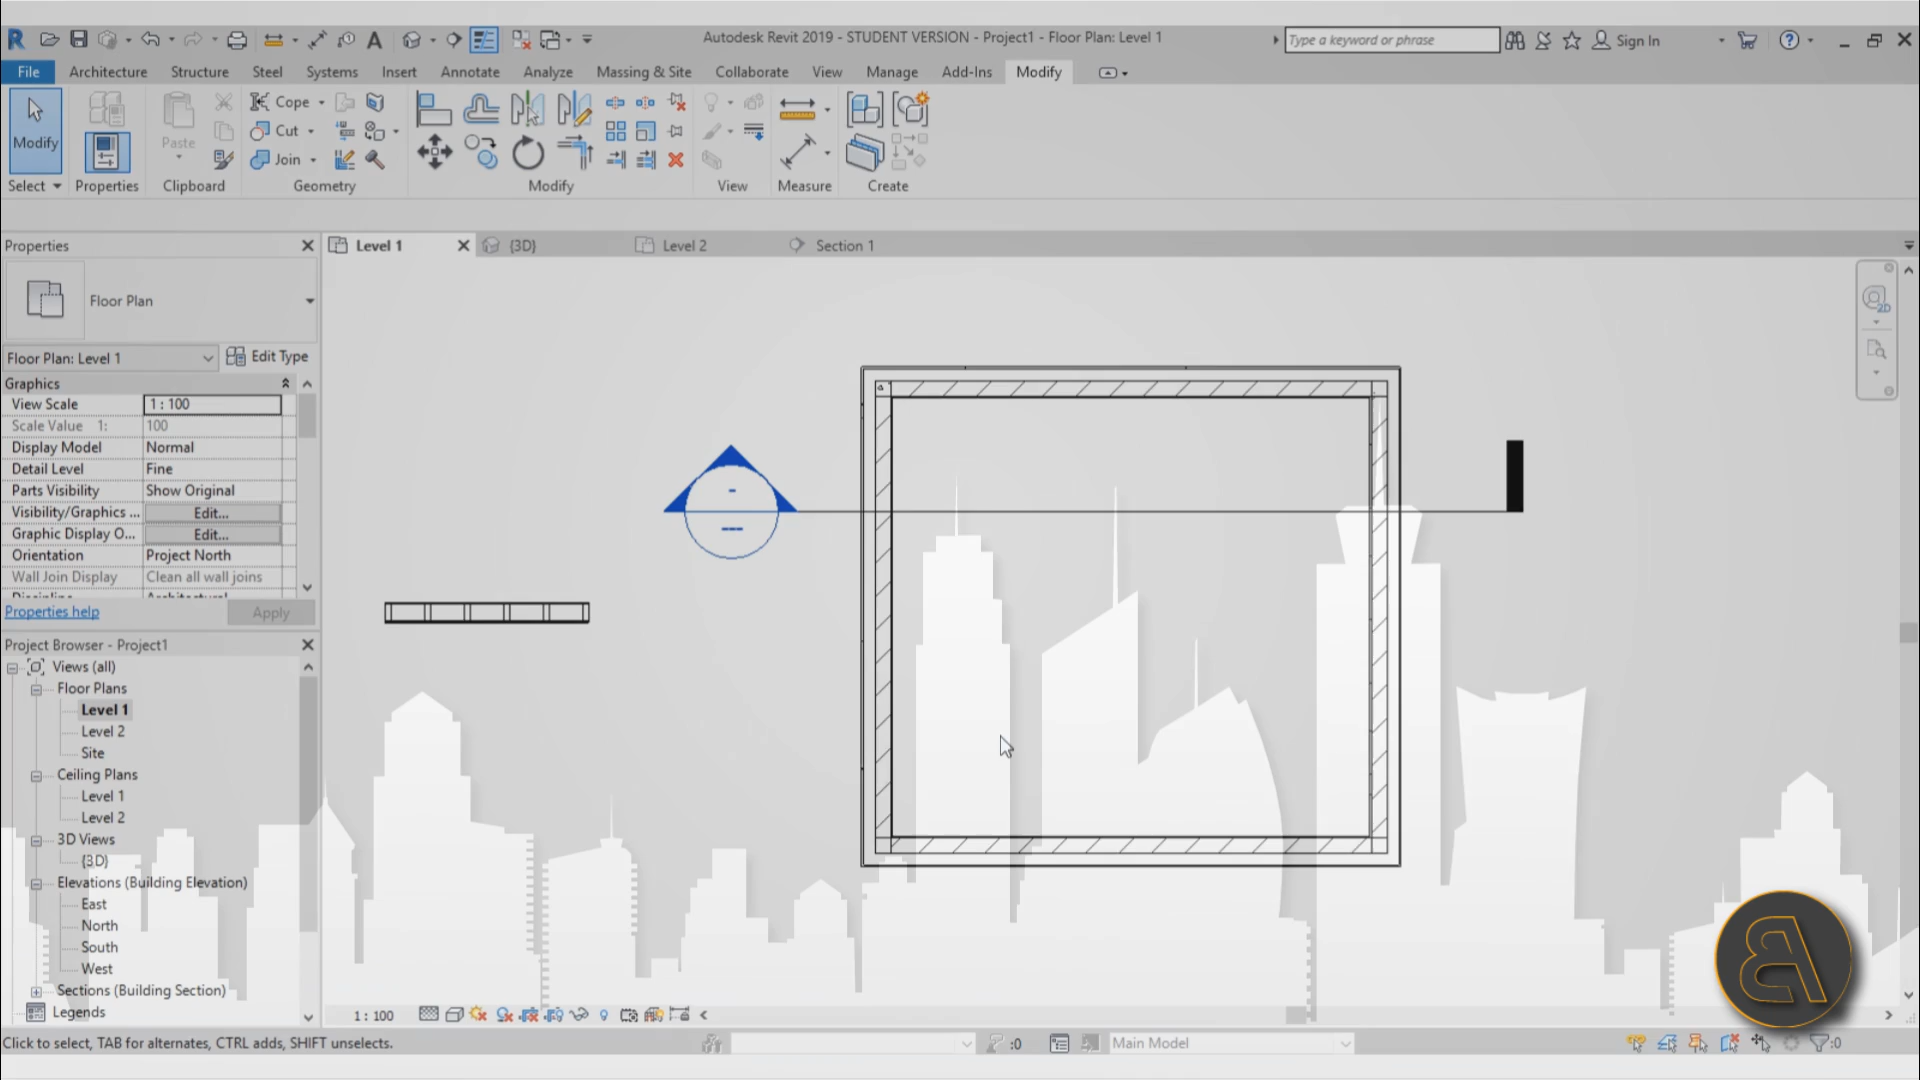 Autodesk Revit 2019 - STUDENT VERSION - Project1 - Floor Plan: Level 1
Type a keyword or phrase
Sign In
File
Architecture
Structure
Steel
Systems
Insert
Annotate
Analyze
Massing & Site
Collaborate
View
Manage
Add-Ins
Modify
Modify
Paste
Cope
Cut
Join
Select
Properties
Clipboard
Geometry
Modify
View
Measure
Create
Properties
Level 1
{3D}
Level 2
Section 1
Floor Plan
Floor Plan: Level 1
Edit Type
Graphics
View Scale
1 : 100
Scale Value 1:
100
Display Model
Normal
Detail Level
Fine
Parts Visibility
Show Original
Visibility/Graphics ...
Edit...
Graphic Display O...
Edit...
Orientation
Project North
Wall Join Display
Clean all wall joins
Discipline
Architectural
Properties help
Apply
Project Browser - Project1
Views (all)
Floor Plans
Level 1
Level 2
Site
Ceiling Plans
Level 1
Level 2
3D Views
{3D}
Elevations (Building Elevation)
East
North
South
West
Sections (Building Section)
Legends
2D
1 : 100
Click to select, TAB for alternates, CTRL adds, SHIFT unselects.
:0
Main Model
:0